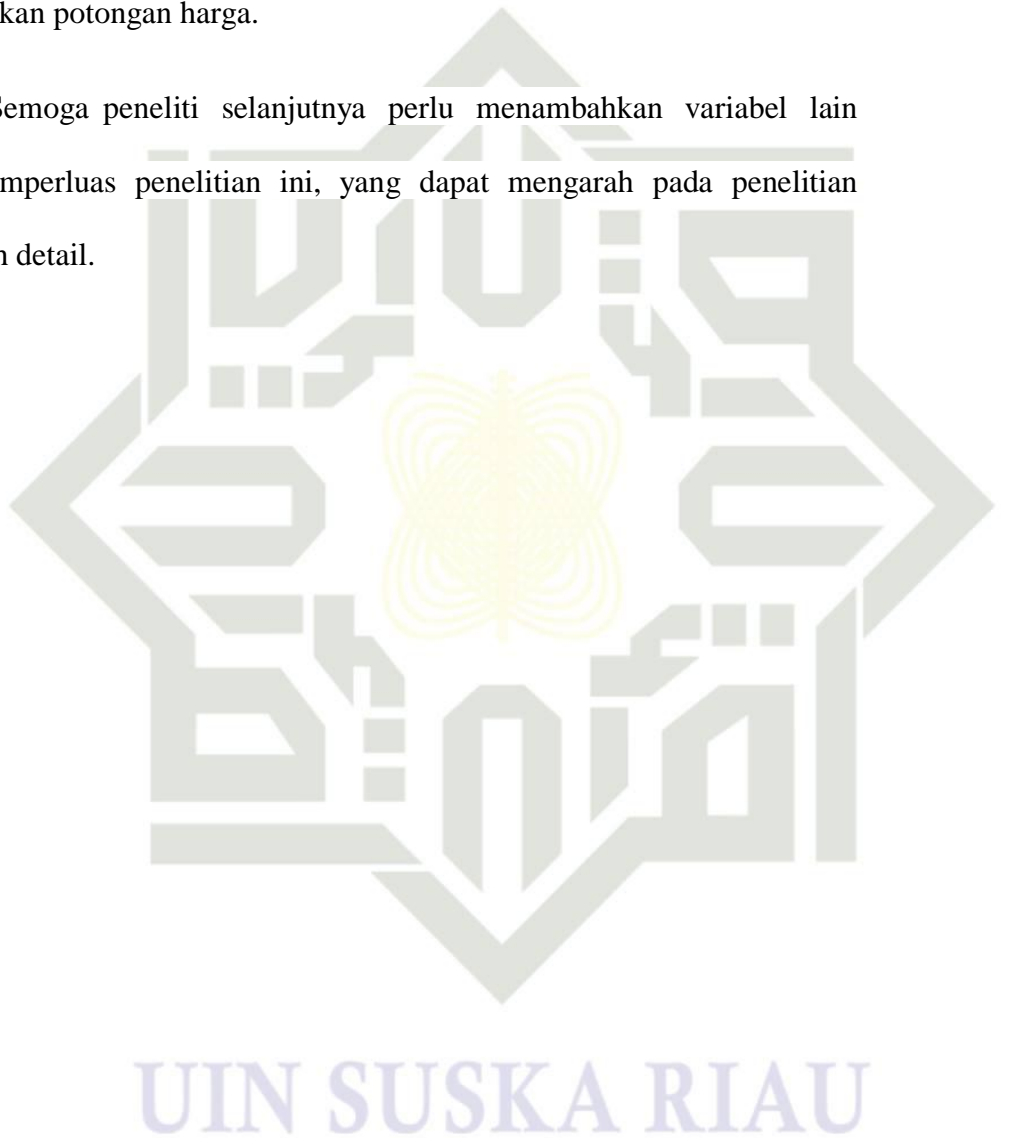 kan potongan harga.
Semoga peneliti selanjutnya perlu menambahkan variabel lain
mperluas penelitian ini, yang dapat mengarah pada penelitian
detail.
UIN SUSKA RIAU